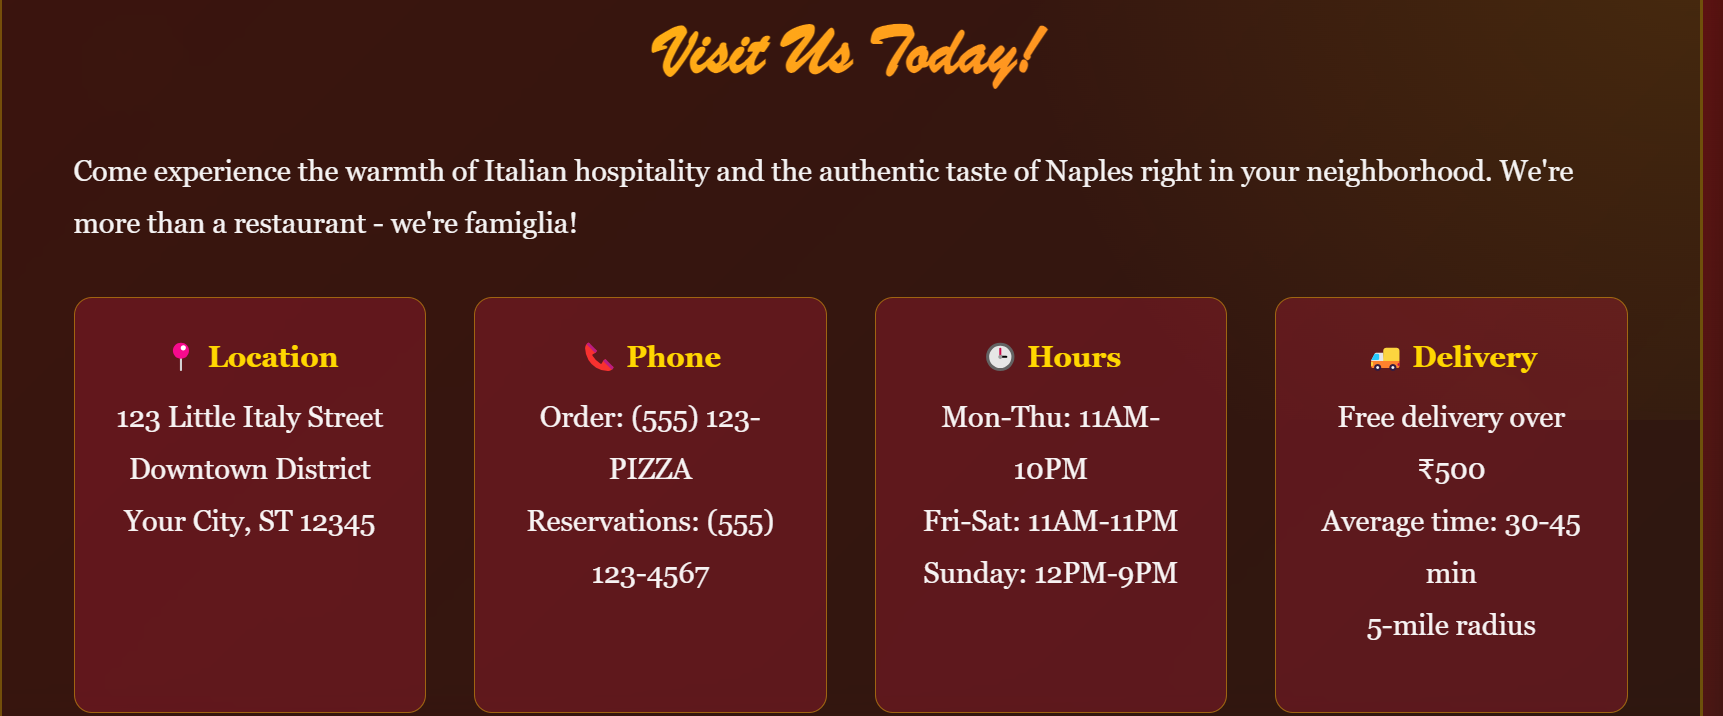 Visit Us Today!
Come experience the warmth of Italian hospitality and the authentic taste of Naples right in your neighborhood. We're
more than a restaurant - we're famiglia!
Location
123 Little Italy Street
Downtown District
Your City, ST 12345
Phone
Order: (555) 123-
PIZZA
Reservations: (555)
123-4567
Hours
Mon-Thu: 11AM-
10PM
Fri-Sat: 11AM-11PM
Sunday: 12PM-9PM
Delivery
Free delivery over
₹500
Average time: 30-45
min
5-mile radius